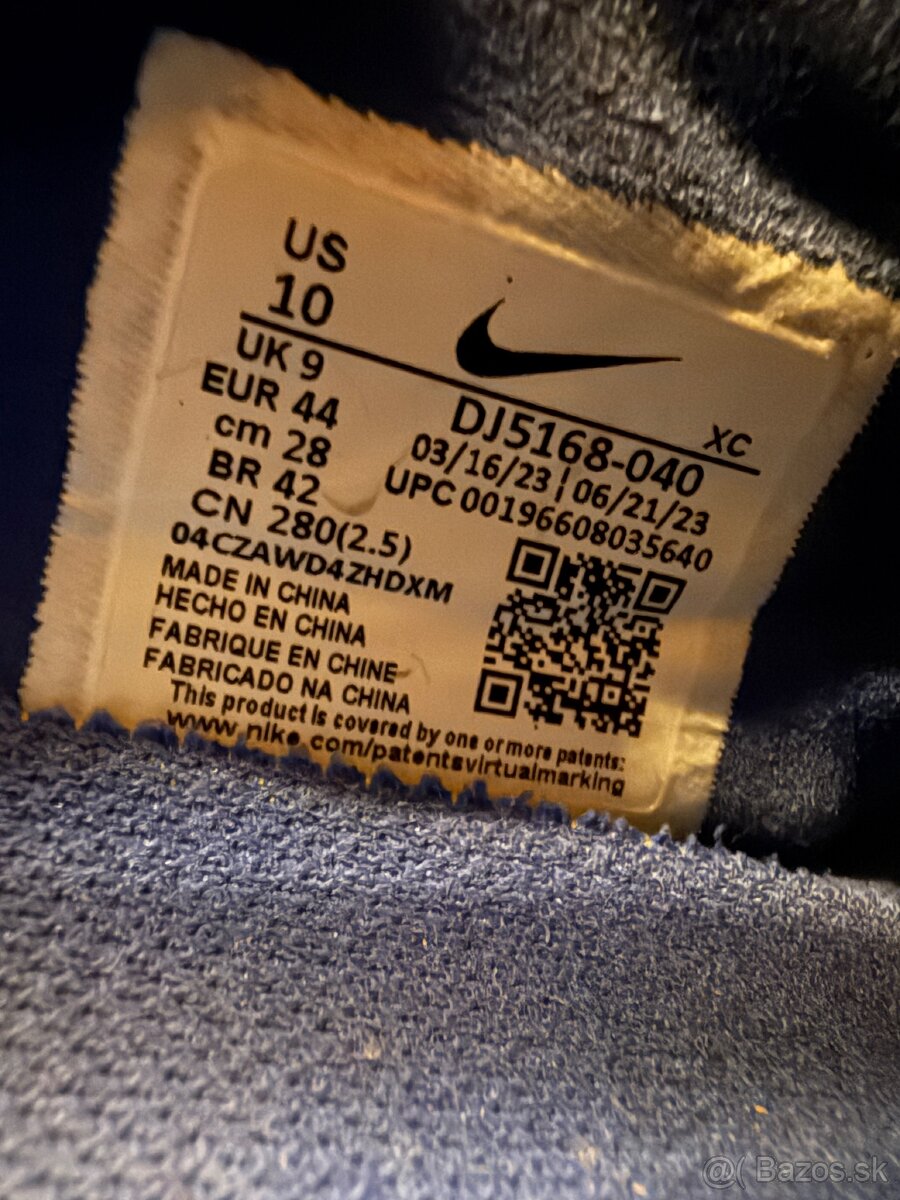 US
10
UK 9
EUR 44
cm 28
BR 42
CN 280(2.5)
04CZAWD4ZHDXM
MADE IN CHINA
HECHO EN CHINA
FABRIQUE EN CHINE
FABRICADO NA CHINA
XC
DJ5168-040
03/16/23 | 06/21/23
UPC 00196608035640
This product is covered by one or more patents:
www.nike.com/patentsvirtualmarking
@( Bazos.sk